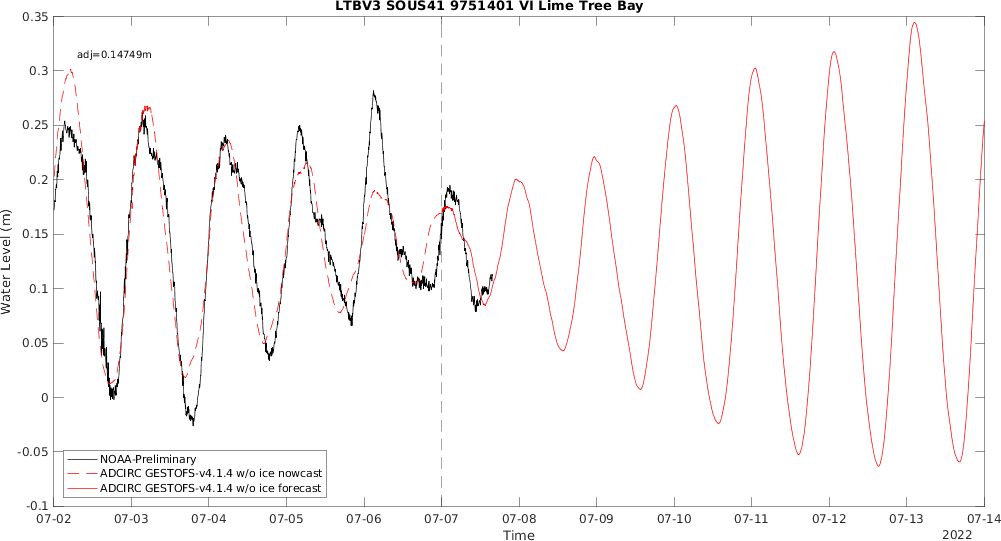 LTBV3 SOUS41 9751401 VI Lime Tree Bay
adj=0.14749m
0.35
0.3
0.25
0.2
0.15
0.1
0.05
0
-0.05
-0.1
Water Level (m)
NOAA-Preliminary
ADCIRC GESTOFS-v4.1.4 w/o ice nowcast
ADCIRC GESTOFS-v4.1.4 w/o ice forecast
07-02 07-03 07-04 07-05 07-06 07-07 07-08 07-09 07-10 07-11 07-12 07-13 07-14
Time
2022